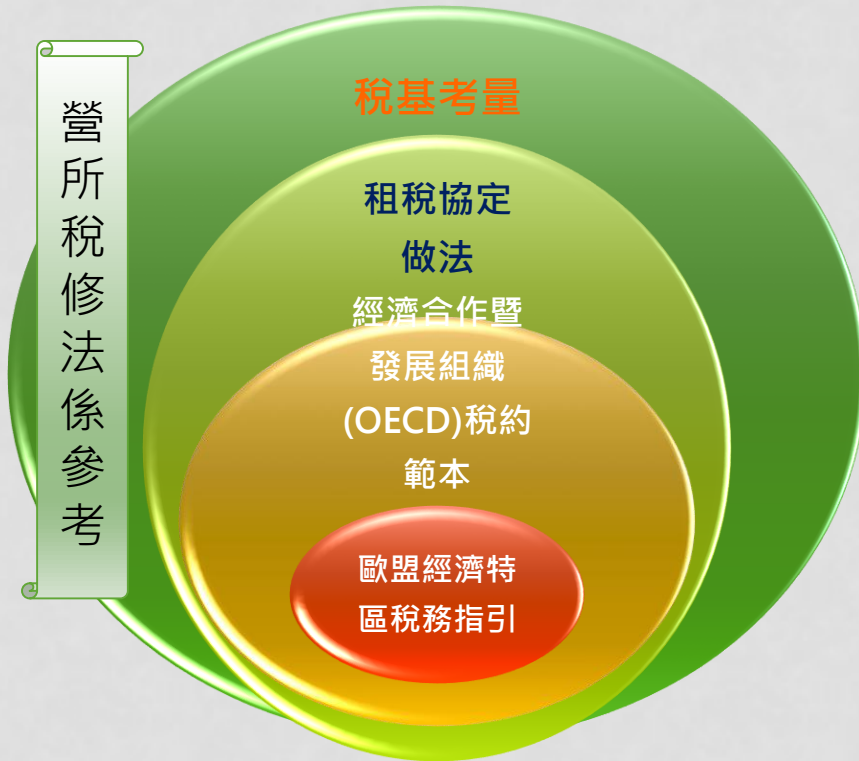 營所稅修法係參考
稅基考量
租稅協定
做法
經濟合作暨
發展組織
(OECD)稅約
範本
歐盟經濟特
區稅務指引